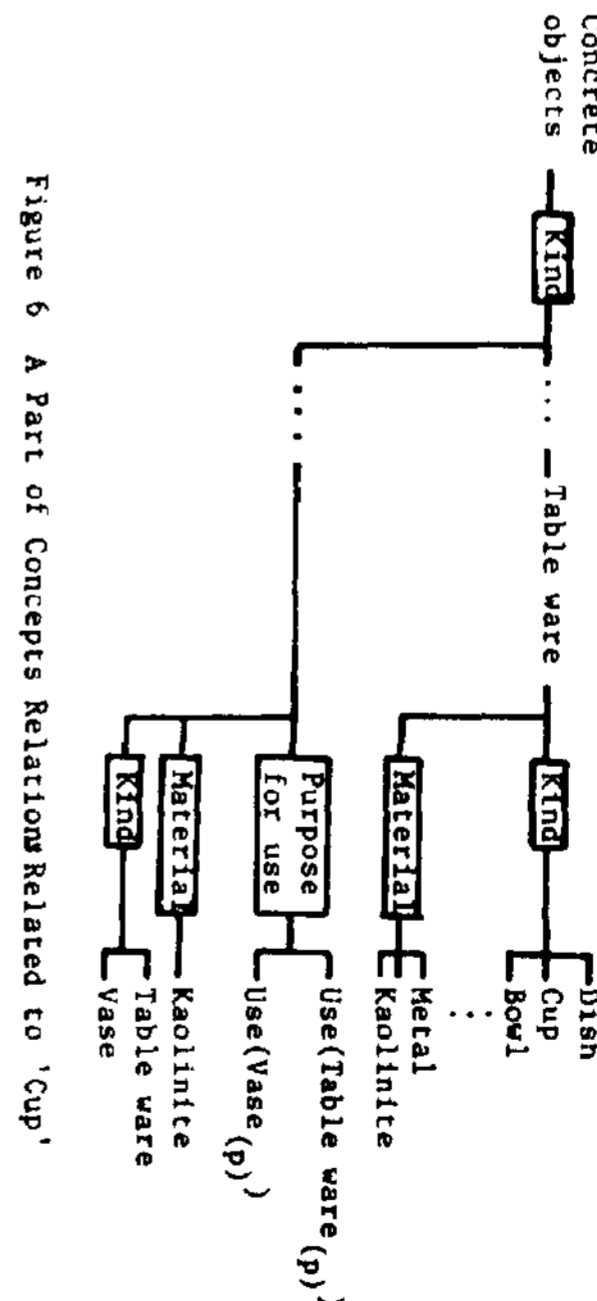 Concrete
objects
Kind
... Table ware
Kind
Dish
Cup
Bowl
:
Material
Metal
:
Kaolinite
...
Purpose
for use
Use(Table ware(p))
Use(Vase(p))
Material
Kaolinite
Kind
Table ware
Vase
Figure 6 A Part of Concepts Relations Related to 'Cup'